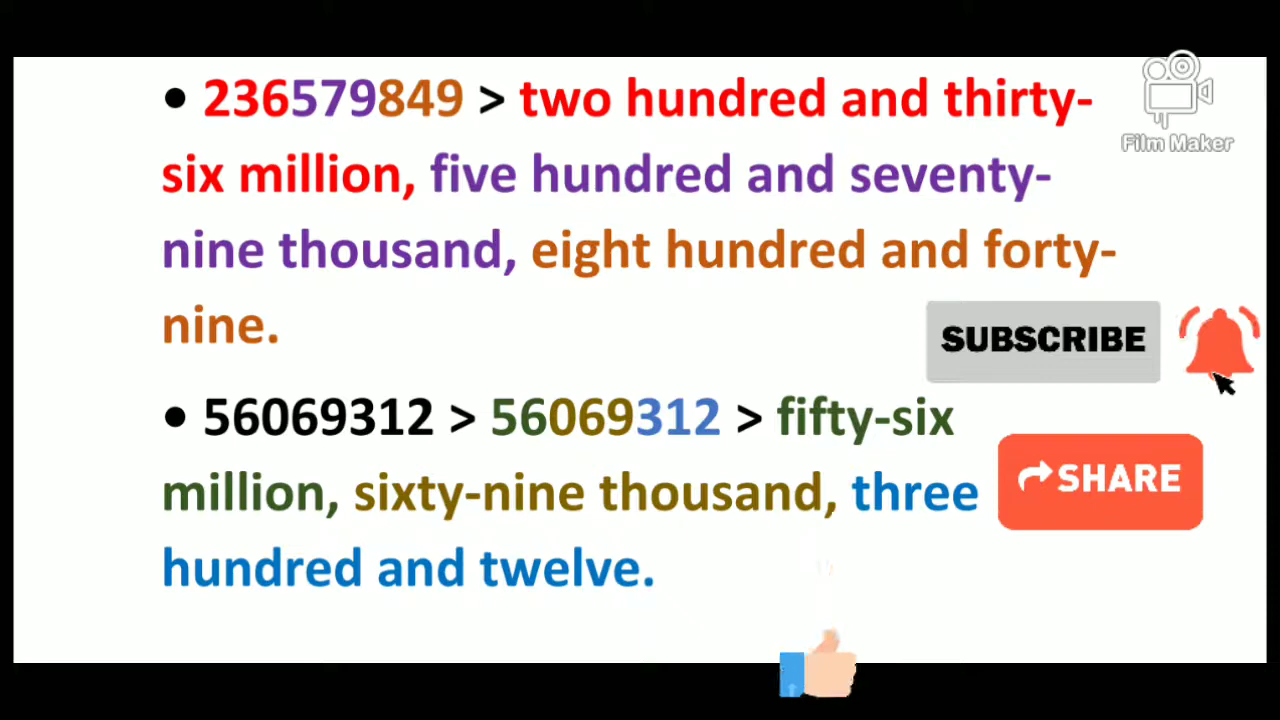 • 236579849 > two hundred and thirty-
Film Maker
six million, five hundred and seventy-
nine thousand, eight hundred and forty-
nine.
SUBSCRIBE
• 56069312 > 56069312 > fifty-six
SHARE
million, sixty-nine thousand, three
hundred and twelve.